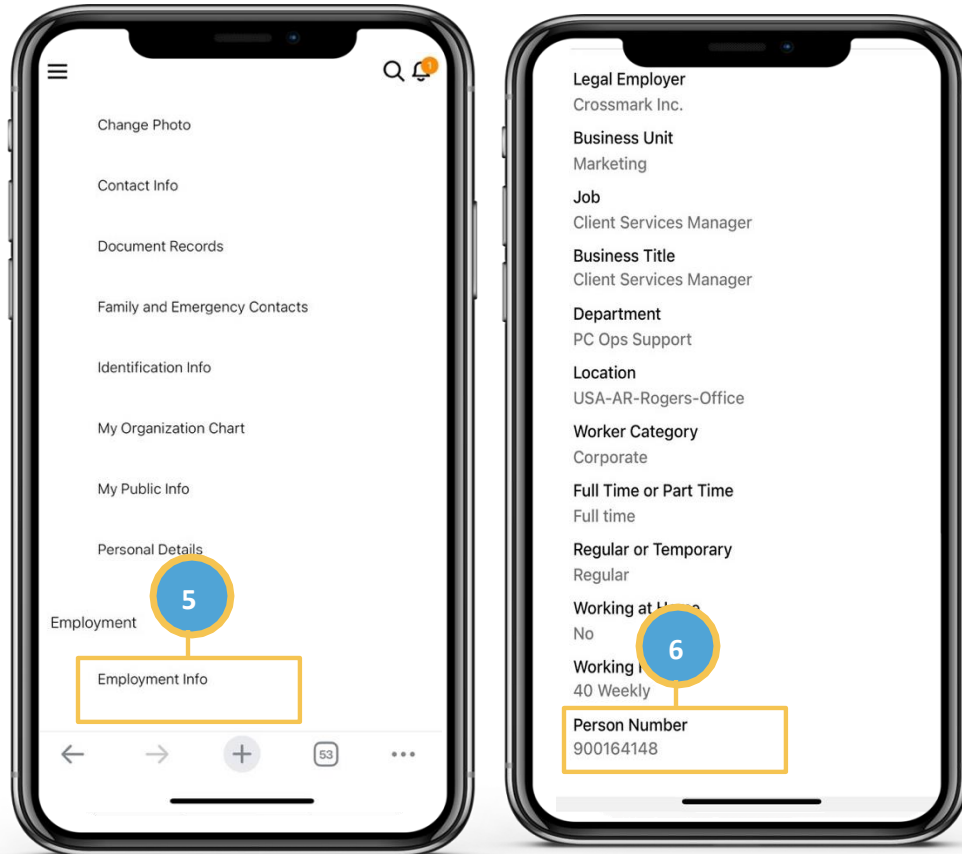 1
Change Photo
Contact Info
Document Records
Family and Emergency Contacts
Identification Info
My Organization Chart
My Public Info
Personal Details
5
Employment
Employment Info
53
Legal Employer
Crossmark Inc.
Business Unit
Marketing
Job
Client Services Manager
Business Title
Client Services Manager
Department
PC Ops Support
Location
USA-AR-Rogers-Office
Worker Category
Corporate
Full Time or Part Time
Full time
Regular or Temporary
Regular
Working at
No
6
Working
40 Weekly
Person Number
900164148